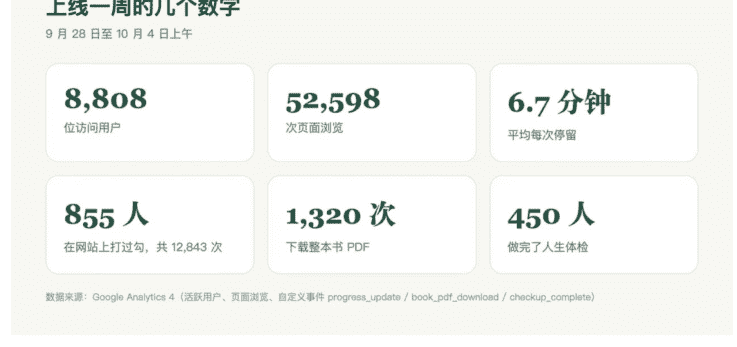 上线一周的几个数字
9 月 28 日至 10 月 4 日上午
8,808
位访问用户
52,598
次页面浏览
6.7 分钟
平均每次停留
855 人
在网站上打过勾，共 12,843 次
1,320 次
下载整本书 PDF
450 人
做完了人生体检
数据来源：Google Analytics 4（活跃用户、页面浏览、自定义事件 progress_update / book_pdf_download / checkup_complete）